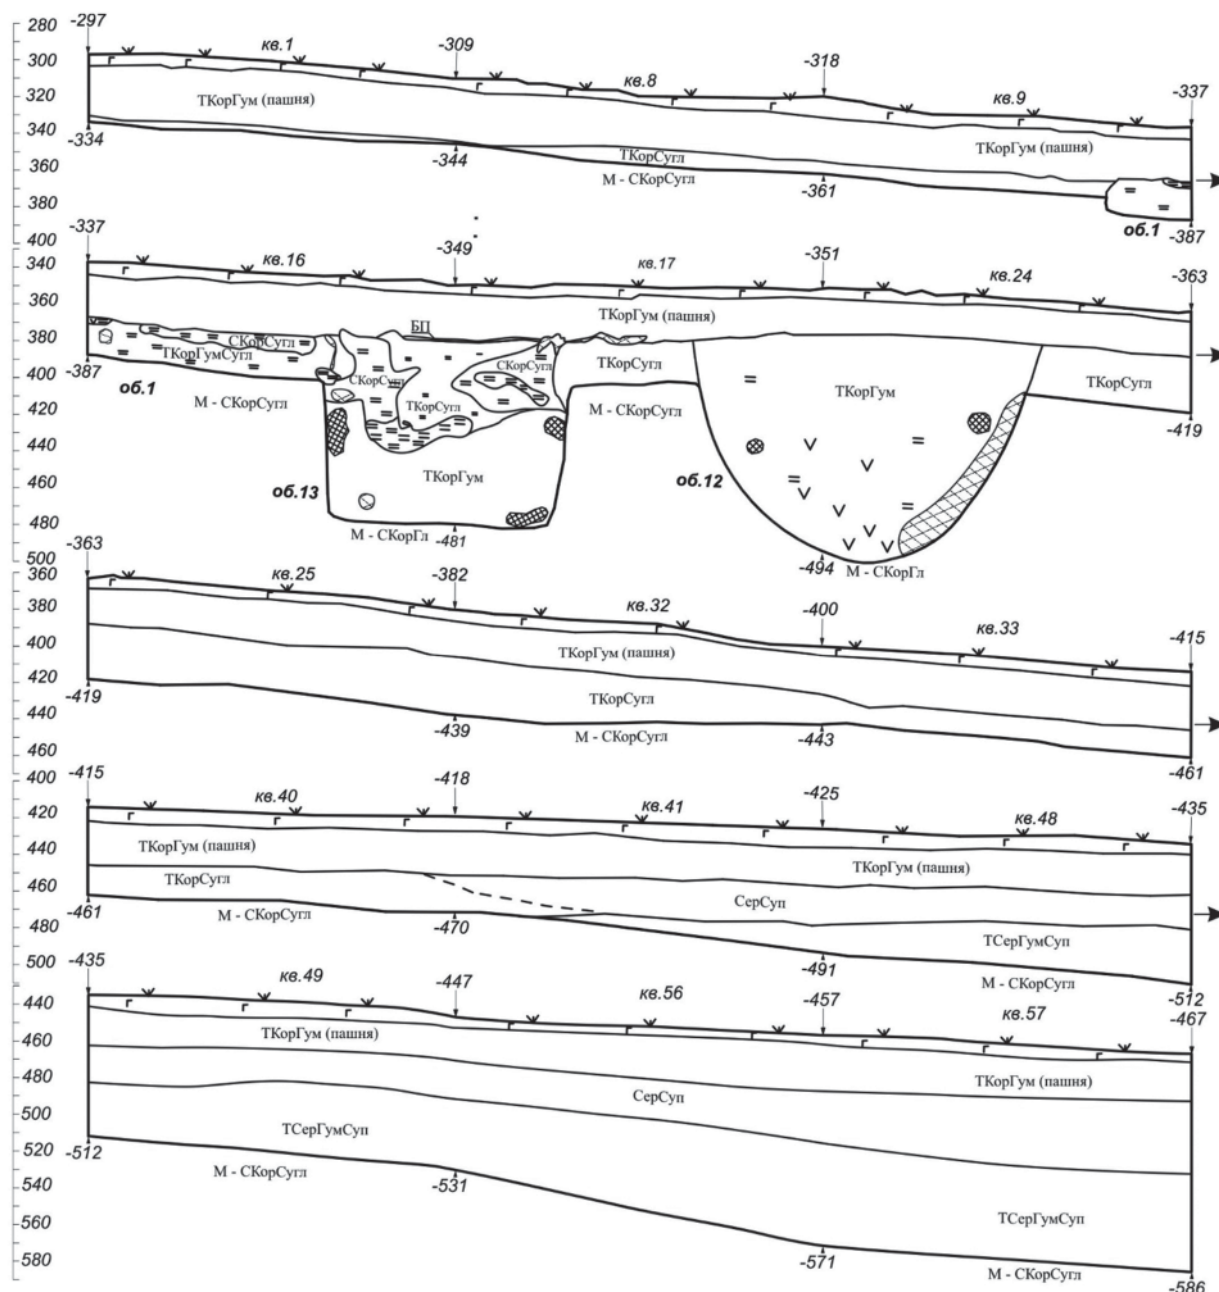 280 -297
кв.1 -309 кв.8 -318 кв.9 -337
300
320
340
360
380
400
ТКорГум (пашня)
ТКорГум (пашня)
-334
-344
ТКорСугл
М - СКорСугл
-361
об.1
-387
-337 -349 -351 -363
340
360
380
400
420
440
460
480
500
кв.16 кв.17 кв.24
ТКорГум (пашня)
БП
СКорСугл
ТКорГумСугл
СКорСугл
СКорСугл
ТКорСугл
ТКорСугл
ТКорГум
ТКорСугл
-387
об.1
М - СКорСугл
М - СКорСугл
-419
ТКорГум
об.13
об.12
М - СКорГл
-481
-494
М - СКорГл
-363
360
380
400
420
440
460
кв.25 -382 кв.32 -400 кв.33 -415
ТКорГум (пашня)
ТКорСугл
-419
-439
М - СКорСугл
-443
-461
400
420
440
460
480
500
-415 -418 -425 -435
кв.40 кв.41 кв.48
ТКорГум (пашня)
ТКорГум (пашня)
ТКорСугл
СерСуп
-461
М - СКорСугл
-470
ТСерГумСуп
-491
М - СКорСугл
-512
-435
440
460
480
500
520
540
560
580
кв.49 -447 кв.56 -457 кв.57 -467
ТКорГум (пашня)
ТКорГум (пашня)
СерСуп
ТСерГумСуп
-512
М - СКорСугл
-531
ТСерГумСуп
-571
М - СКорСугл
-586